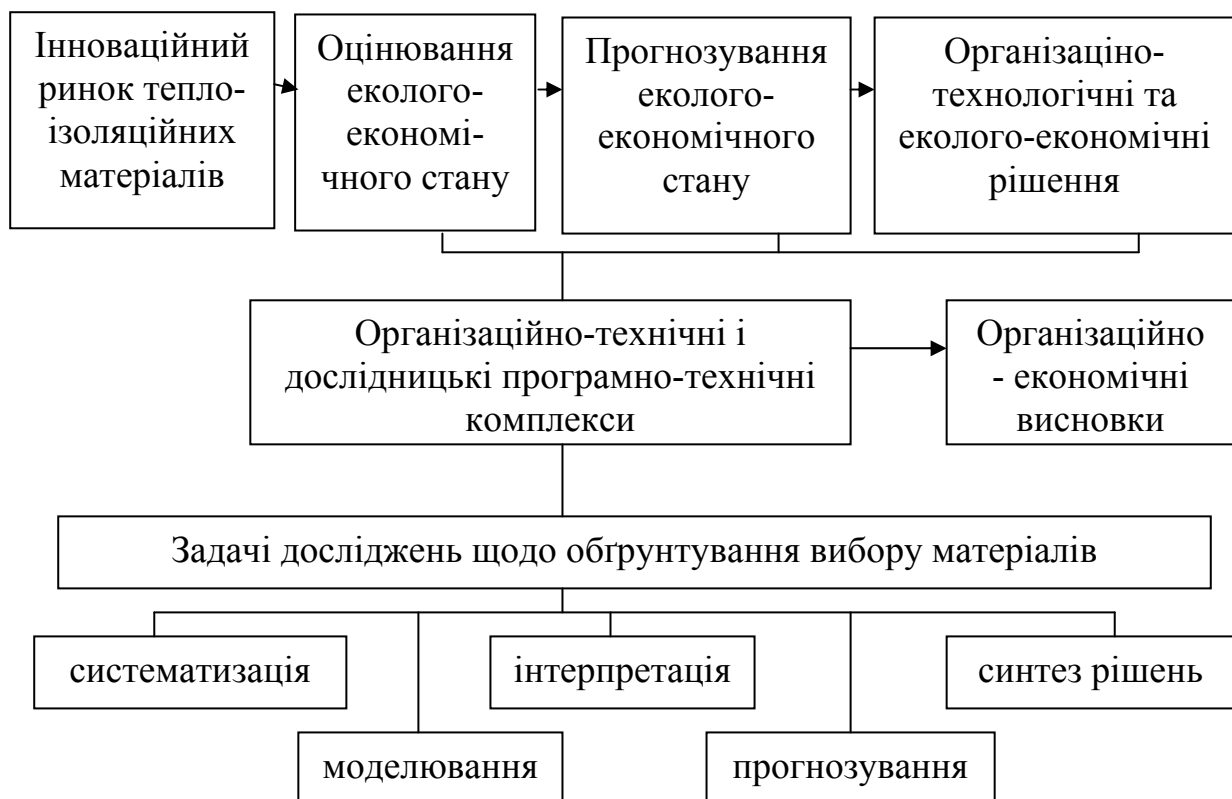 Інноваційний
ринок тепло-
ізоляційних
матеріалів
Оцінювання
еколого-
економі-
чного стану
Прогнозування
еколого-
економічного
стану
Організаціно-
технологічні та
еколого-економічні
рішення
Організаційно-технічні і
дослідницькі програмно-технічні
комплекси
Організаційно
- економічні
висновки
Задачі досліджень щодо обґрунтування вибору матеріалів
систематизація
інтерпретація
синтез рішень
моделювання
прогнозування